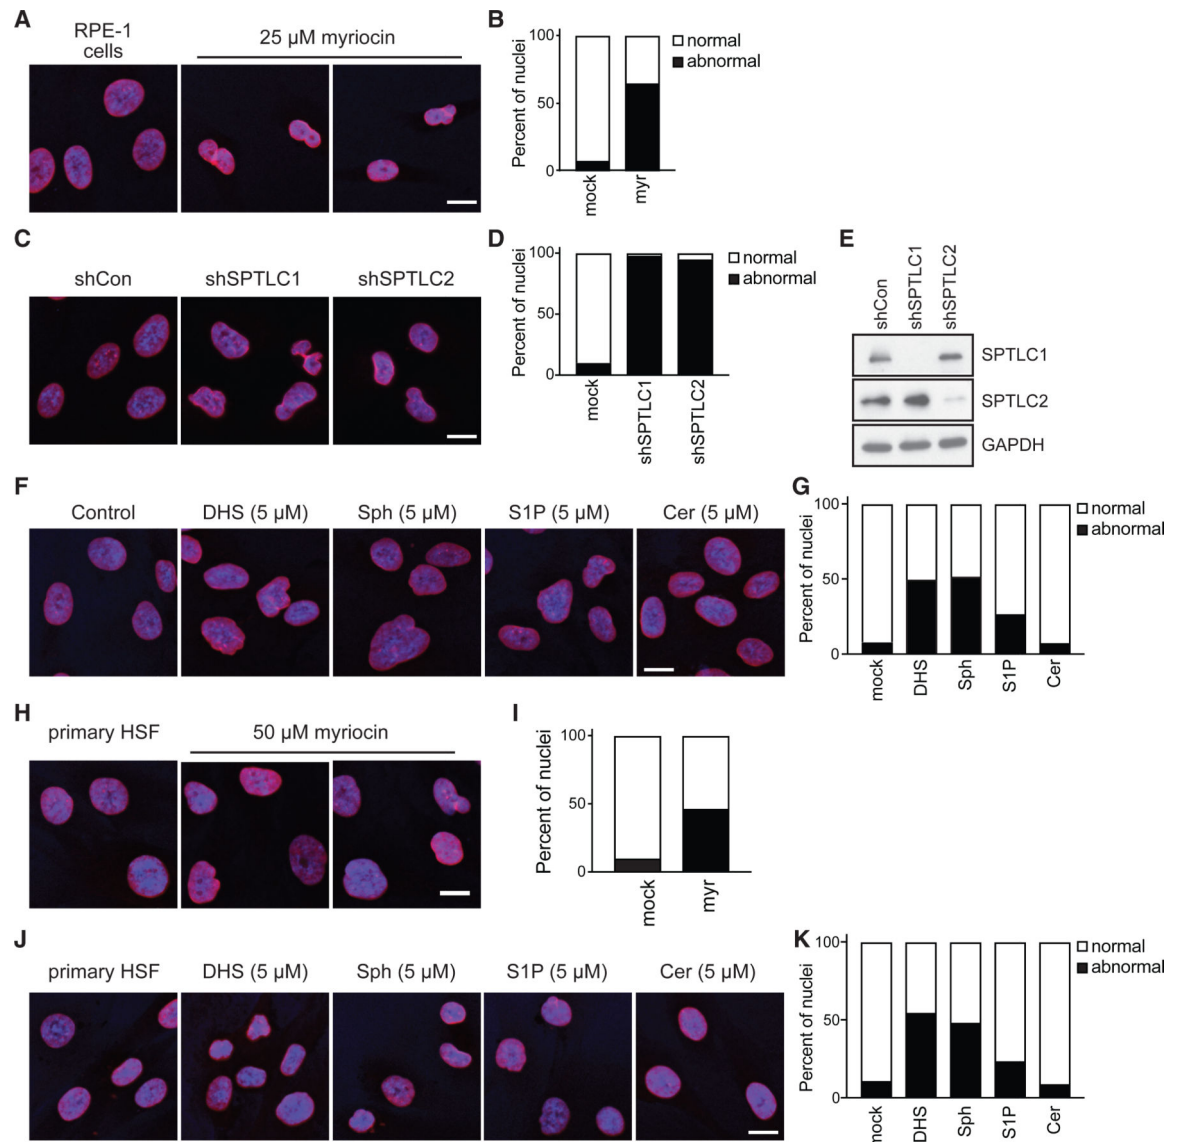 A
RPE-1
cells
25 µM myriocin
B
100
50
0
Percent of nuclei
mock
myr
normal
abnormal
C
shCon
shSPTLC1
shSPTLC2
D
100
50
0
Percent of nuclei
mock
shSPTLC1
shSPTLC2
normal
abnormal
E
shCon
shSPTLC1
shSPTLC2
SPTLC1
SPTLC2
GAPDH
F
Control
DHS (5 µM)
Sph (5 µM)
S1P (5 µM)
Cer (5 µM)
G
100
50
0
Percent of nuclei
mock
DHS
Sph
S1P
Cer
normal
abnormal
H
primary HSF
50 µM myriocin
I
100
50
0
Percent of nuclei
mock
myr
J
primary HSF
DHS (5 µM)
Sph (5 µM)
S1P (5 µM)
Cer (5 µM)
K
100
50
0
Percent of nuclei
mock
DHS
Sph
S1P
Cer
normal
abnormal